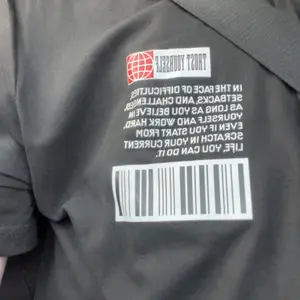 TRUST YOURSELF
IN THE FACE OF DIFFICULTIES,
SETBACKS, AND CHALLENGES,
AS LONG AS YOU BELIEVE IN
YOURSELF AND WORK HARD,
EVEN IF YOU START FROM
SCRATCH IN YOUR CURRENT
LIFE, YOU CAN DO IT.